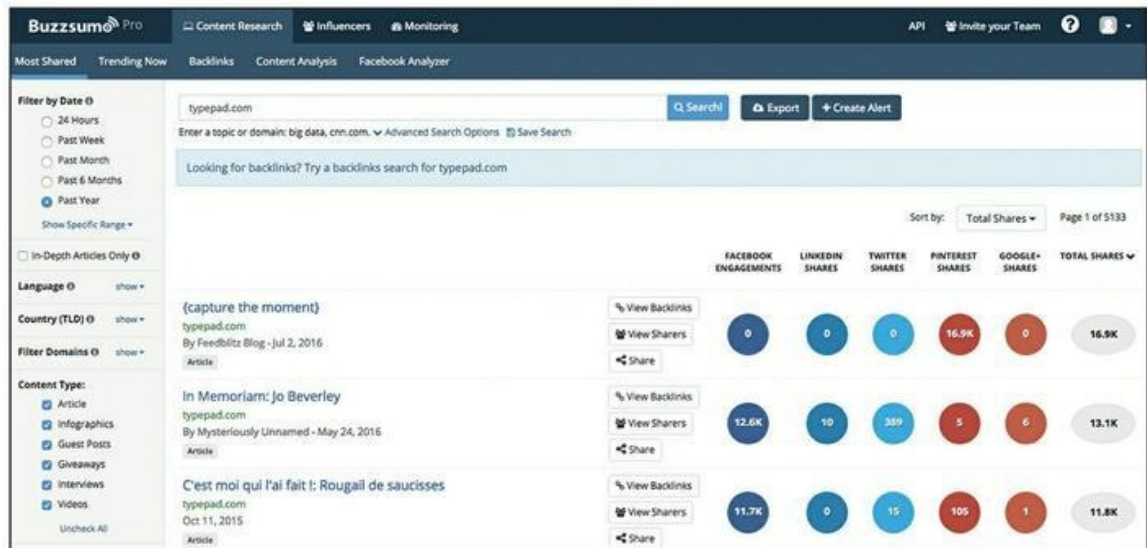 Buzzsumo Pro
Content Research
Influencers
Monitoring
API
Invite your Team
?
Most Shared
Trending Now
Backlinks
Content Analysis
Facebook Analyzer
Filter by Date
24 Hours
Past Week
Past Month
Past 6 Months
Past Year
Show Specific Range
In-Depth Articles Only
Language show
Country (TLD) show
Filter Domains show
Content Type:
Article
Infographics
Guest Posts
Giveaways
Interviews
Videos
Uncheck All
typepad.com
Search!
Export
+ Create Alert
Enter a topic or domain: big data, cnn.com. Advanced Search Options Save Search
Looking for backlinks? Try a backlinks search for typepad.com
Sort by: Total Shares Page 1 of 5133
FACEBOOK ENGAGEMENTS
LINKEDIN SHARES
TWITTER SHARES
PINTEREST SHARES
GOOGLE+ SHARES
TOTAL SHARES
{capture the moment}
typepad.com
By Feedblitz Blog - Jul 2, 2016
Article
View Backlinks
View Sharers
Share
0 0 0 16.9K 0 16.9K
In Memoriam: Jo Beverley
typepad.com
By Mysteriously Unnamed - May 24, 2016
Article
View Backlinks
View Sharers
Share
12.6K 10 389 5 6 13.1K
C'est moi qui l'ai fait !: Rougail de saucisses
typepad.com
Oct 11, 2015
Article
View Backlinks
View Sharers
Share
11.7K 0 15 105 1 11.8K